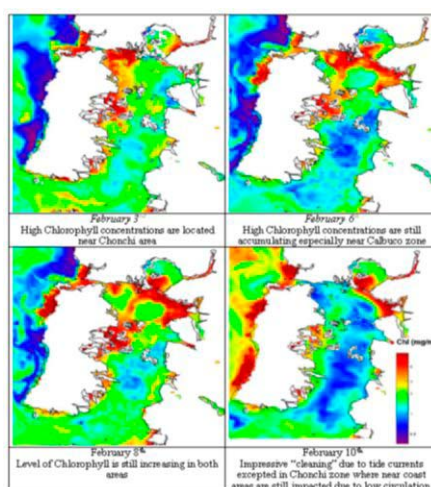 February 3
High Chlorophyll concentrations are located
near Chonchi area
February 6
High Chlorophyll concentrations are still
accumulating especially near Calbuco zone
Chl (mg/m
February 8th
Level of Chlorophyll is still increasing in both
areas
February 10th
Impressive "cleaning" due to tide currents
excepted in Chonchi zone where near coast
areas are still impacted due to low circulation